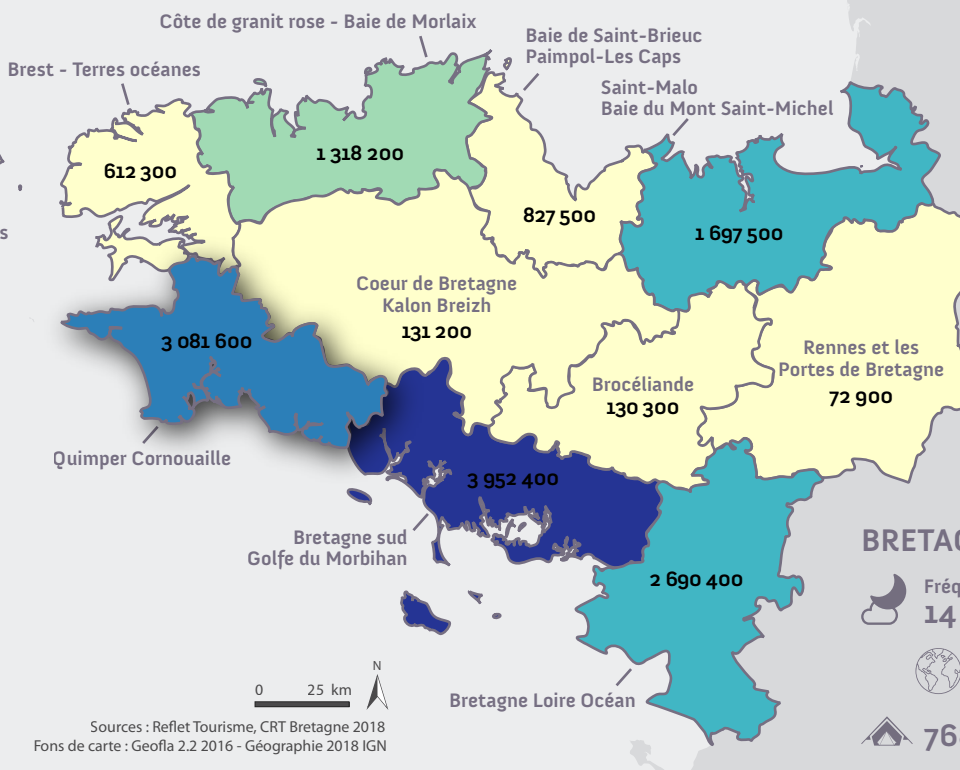 Côte de granit rose - Baie de Morlaix
Baie de Saint-Brieuc
Paimpol-Les Caps
Brest - Terres océanes
Saint-Malo
Baie du Mont Saint-Michel
1 318 200
612 300
827 500
1 697 500
s
Coeur de Bretagne
Kalon Breizh
131 200
3 081 600
Rennes et les
Portes de Bretagne
72 900
Brocéliande
130 300
Quimper Cornouaille
3 952 400
Bretagne sud
Golfe du Morbihan
2 690 400
BRETAG
Fréq
14
N
0 25 km
Bretagne Loire Océan
Sources : Reflet Tourisme, CRT Bretagne 2018
Fons de carte : Geofla 2.2 2016 - Géographie 2018 IGN
76